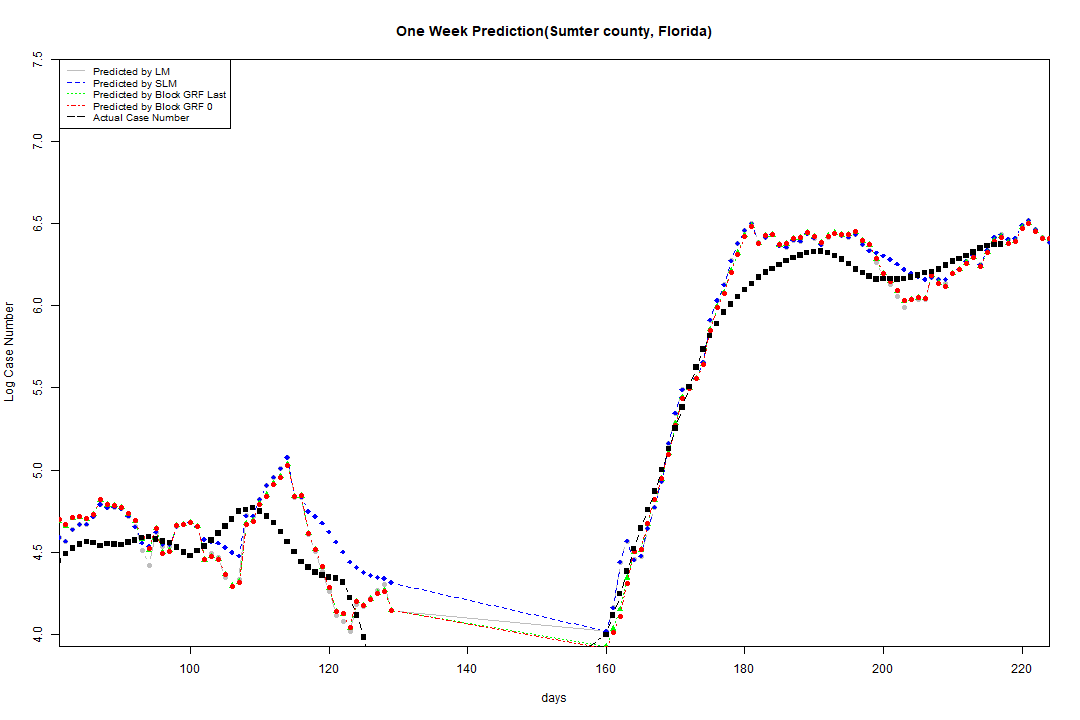 One Week Prediction(Sumter county, Florida)
Predicted by LM
Predicted by SLM
Predicted by Block GRF Last
Predicted by Block GRF 0
Actual Case Number
7.5
7.0
6.5
6.0
5.5
5.0
4.5
4.0
Log Case Number
100 120 140 160 180 200 220
days